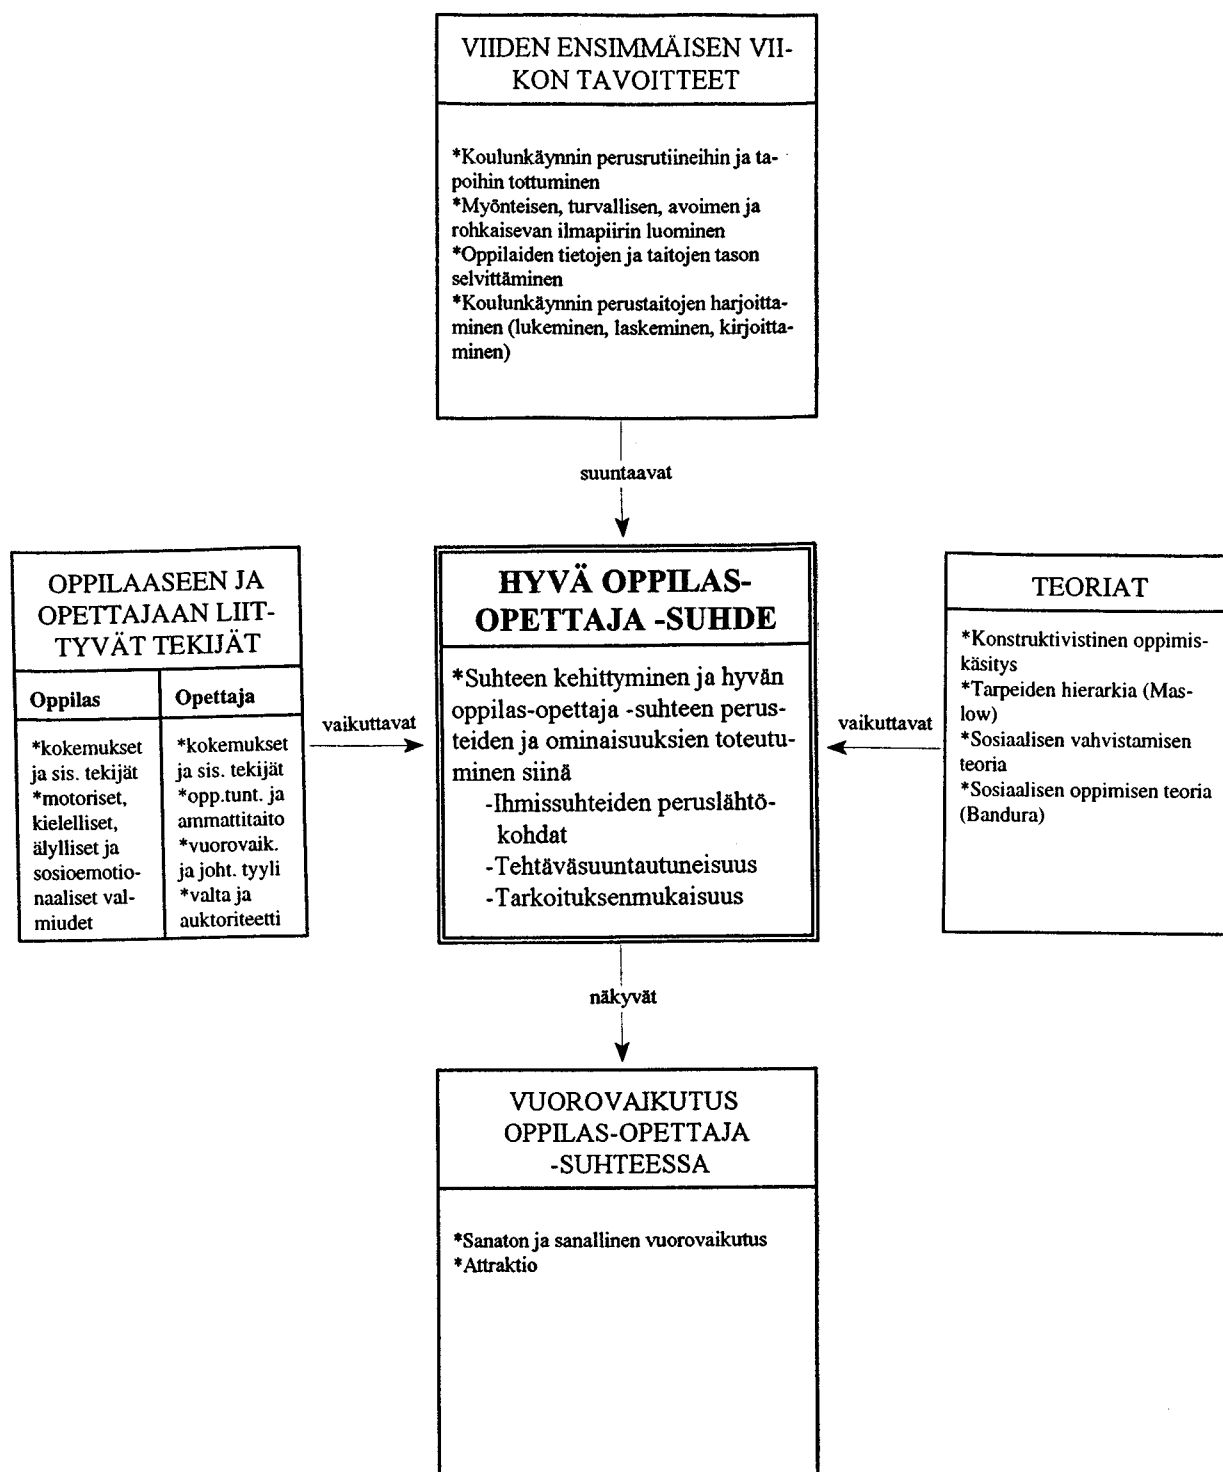 VIIDEN ENSIMMÄISEN VII-
KON TAVOITTEET
*Koulunkäynnin perusrutiineihin ja ta-
poihin tottuminen
*Myönteisen, turvallisen, avoimen ja
rohkaisevan ilmapiirin luominen
*Oppilaiden tietojen ja taitojen tason
selvittäminen
*Koulunkäynnin perustaitojen harjoitta-
minen (lukeminen, laskeminen, kirjoitta-
minen)
suuntaavat
OPPILAASEEN JA
OPETTAJAAN LIIT-
TYVÄT TEKIJÄT
Oppilas
*kokemukset
ja sis. tekijät
*motoriset,
kielelliset,
älylliset ja
sosioemotio-
naaliset val-
miudet
Opettaja
*kokemukset
ja sis. tekijät
*opp.tunt. ja
ammattitaito
*vuorovaik.
ja joht. tyyli
*valta ja
auktoriteetti
vaikuttavat
HYVÄ OPPILAS-
OPETTAJA -SUHDE
*Suhteen kehittyminen ja hyvän
oppilas-opettaja -suhteen perus-
teiden ja ominaisuuksien toteutu-
minen siinä
-Ihmissuhteiden peruslähtö-
kohdat
-Tehtäväsuuntautuneisuus
-Tarkoituksenmukaisuus
vaikuttavat
TEORIAT
*Konstruktivistinen oppimis-
käsitys
*Tarpeiden hierarkia (Mas-
low)
*Sosiaalisen vahvistamisen
teoria
*Sosiaalisen oppimisen teoria
(Bandura)
näkyvät
VUOROVAIKUTUS
OPPILAS-OPETTAJA
-SUHTEESSA
*Sanaton ja sanallinen vuorovaikutus
*Attraktio